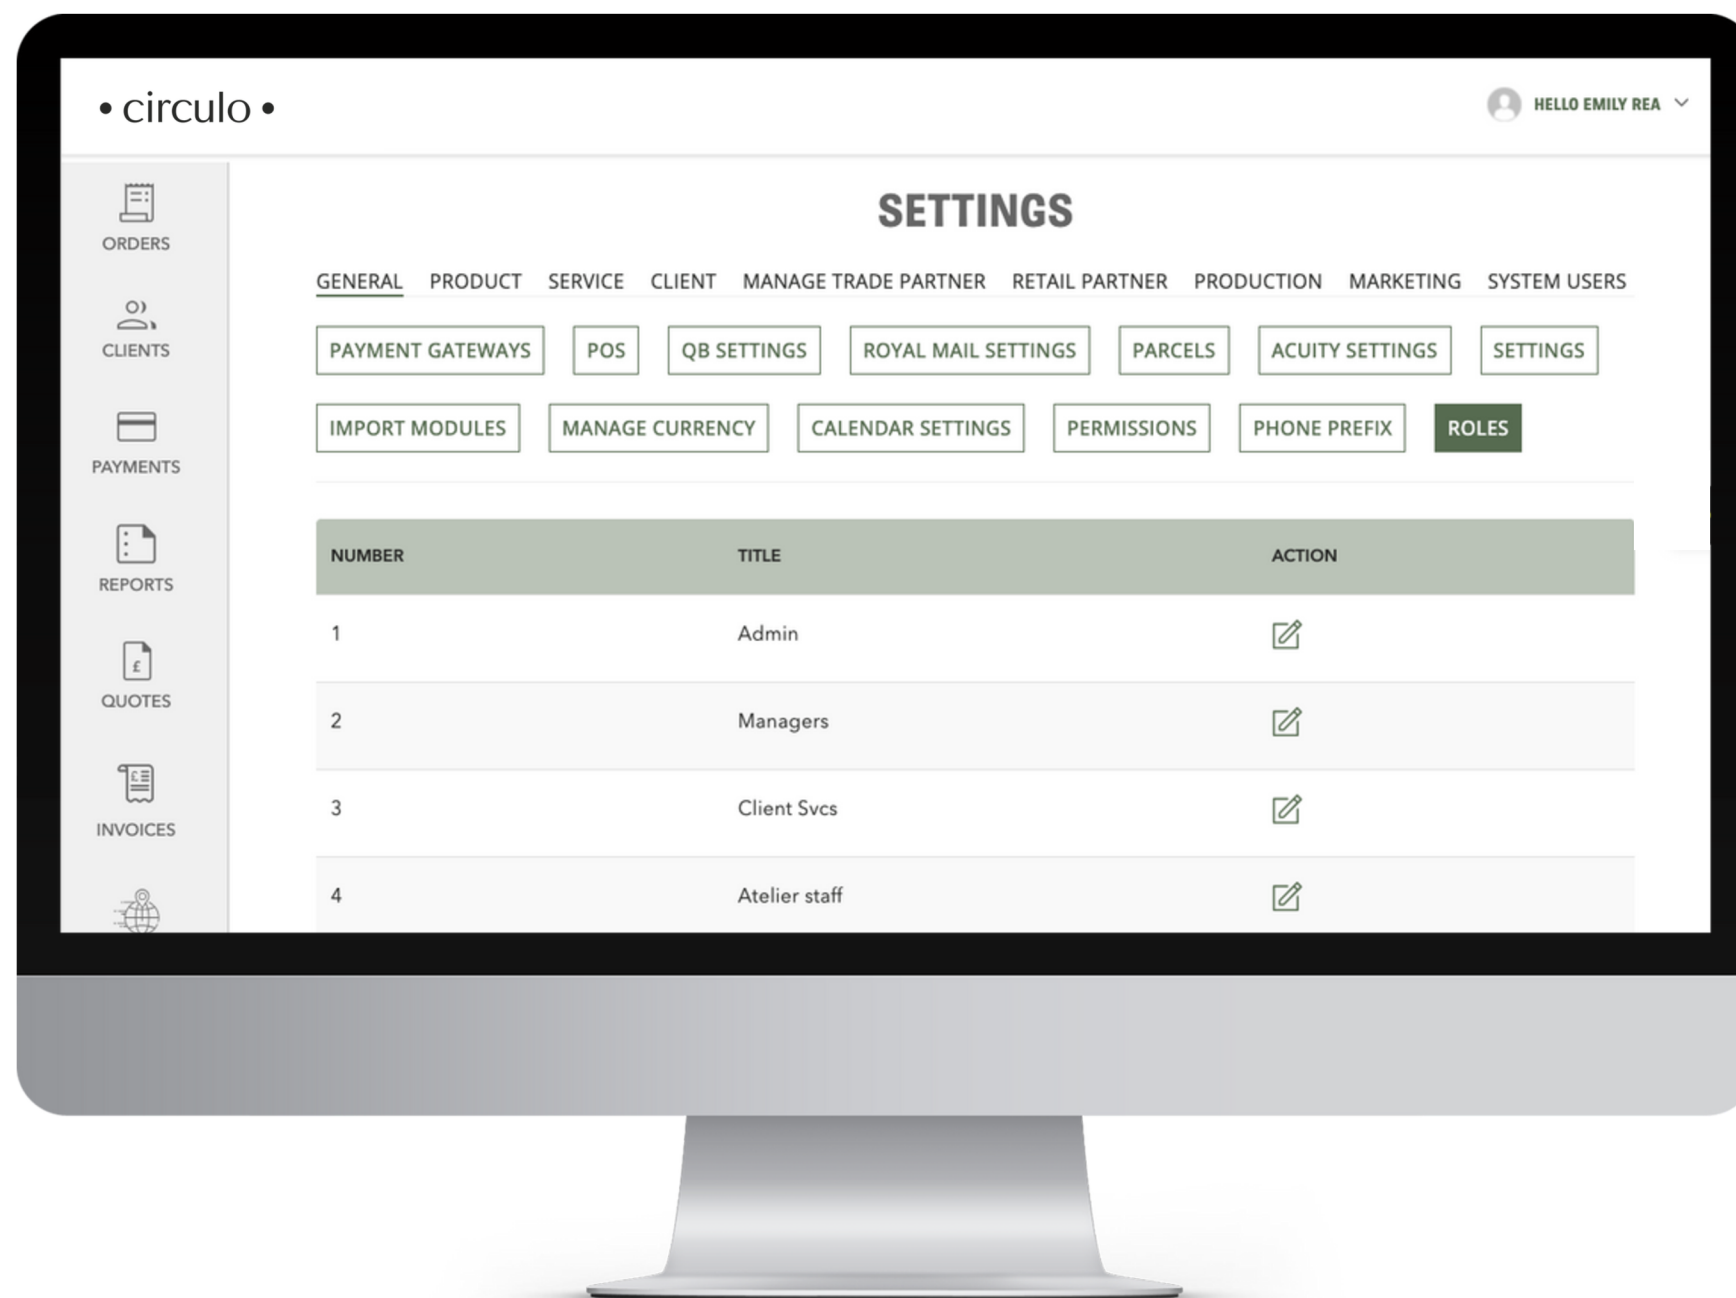 • circulo •
HELLO EMILY REA
ORDERS
CLIENTS
PAYMENTS
REPORTS
£
QUOTES
£
INVOICES
SETTINGS
GENERAL PRODUCT SERVICE CLIENT MANAGE TRADE PARTNER RETAIL PARTNER PRODUCTION MARKETING SYSTEM USERS
PAYMENT GATEWAYS POS QB SETTINGS ROYAL MAIL SETTINGS PARCELS ACUITY SETTINGS SETTINGS
IMPORT MODULES MANAGE CURRENCY CALENDAR SETTINGS PERMISSIONS PHONE PREFIX ROLES
NUMBER TITLE ACTION
1 Admin
2 Managers
3 Client Svcs
4 Atelier staff